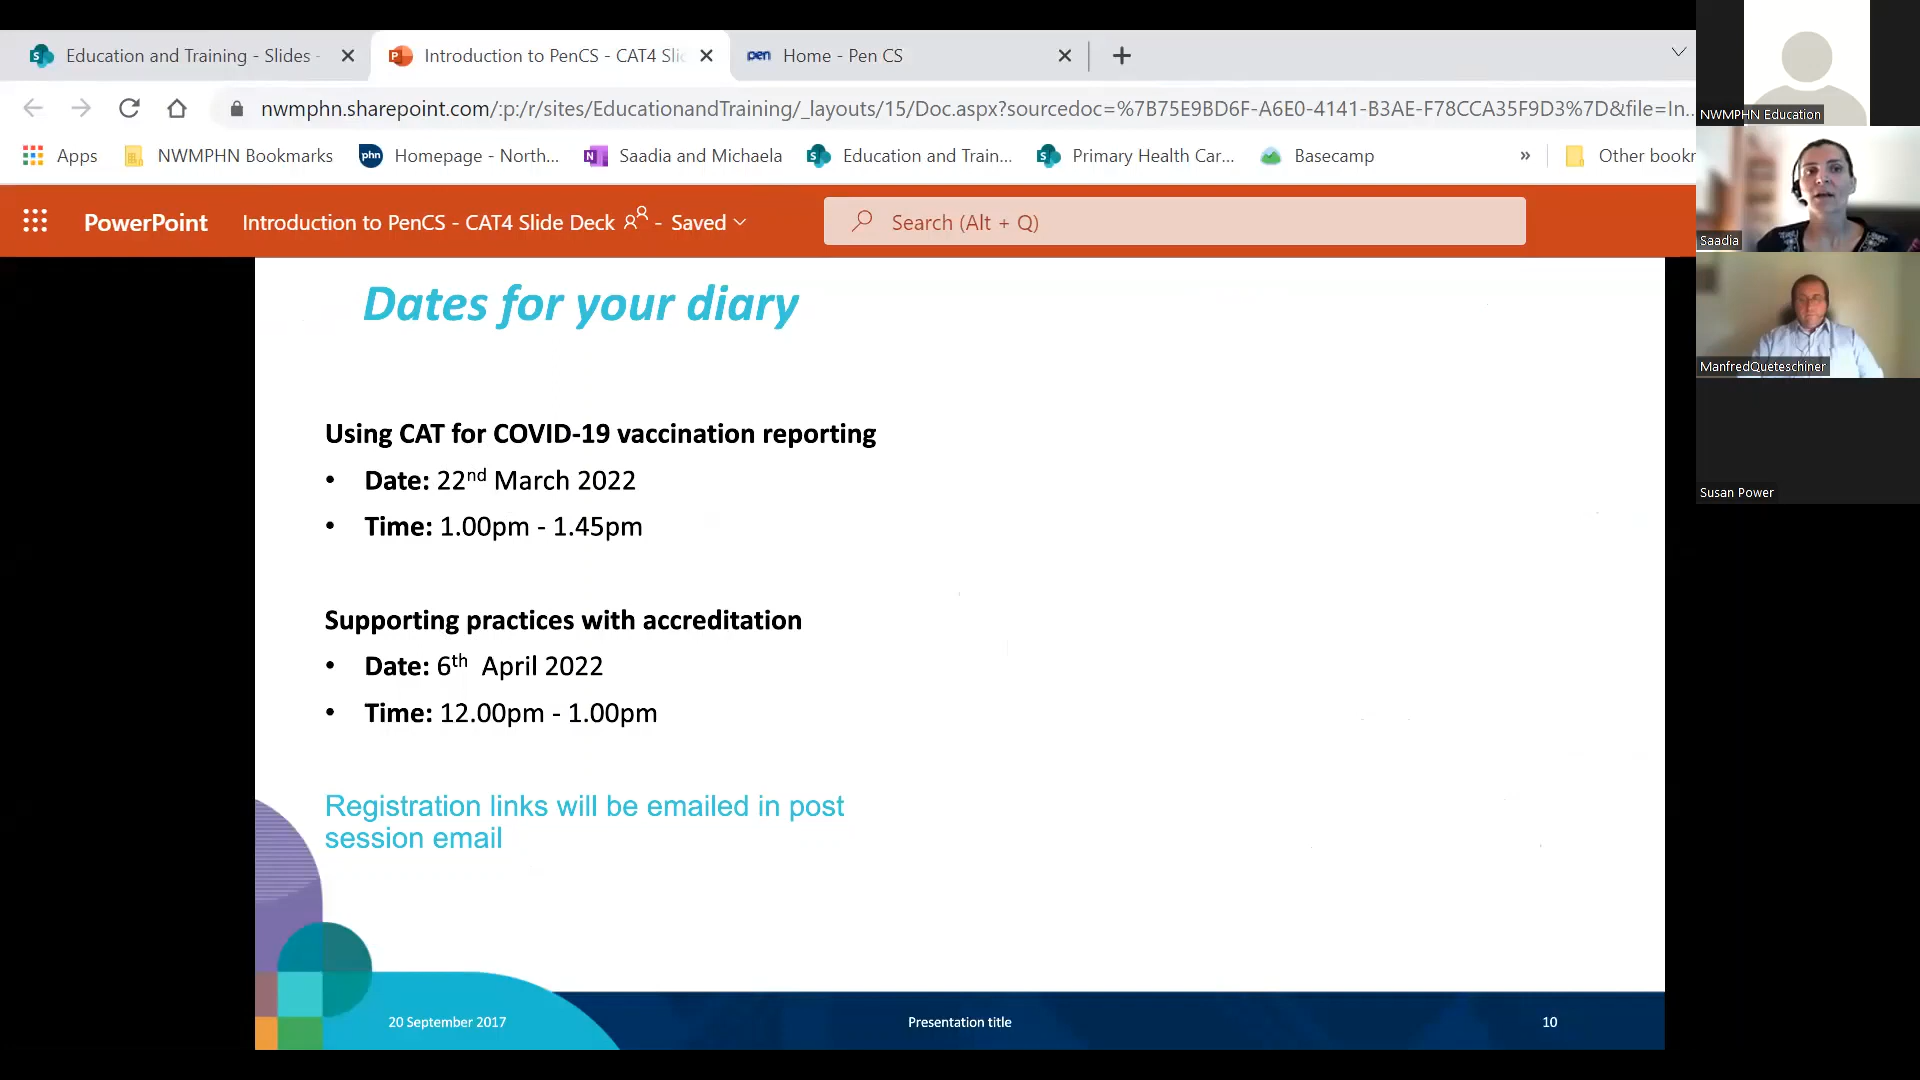 Education and Training - Slides -
Introduction to PenCS - CAT4 Slid
pen Home - Pen CS
nwmphn.sharepoint.com/:p:/r/sites/EducationandTraining/_layouts/15/Doc.aspx?sourcedoc=%7B75E9BD6F-A6E0-4141-B3AE-F78CCA35F9D3%7D&file=In...
Apps NWMPHN Bookmarks phn Homepage - North... Saadia and Michaela Education and Train... Primary Health Car... Basecamp » Other bookr
PowerPoint Introduction to PenCS - CAT4 Slide Deck - Saved Search (Alt + Q)
Dates for your diary
Using CAT for COVID-19 vaccination reporting
• Date: 22nd March 2022
• Time: 1.00pm - 1.45pm
Supporting practices with accreditation
• Date: 6th April 2022
• Time: 12.00pm - 1.00pm
Registration links will be emailed in post
session email
20 September 2017 Presentation title 10
NWMPHN Education
Saadia
ManfredQueteschiner
Susan Power